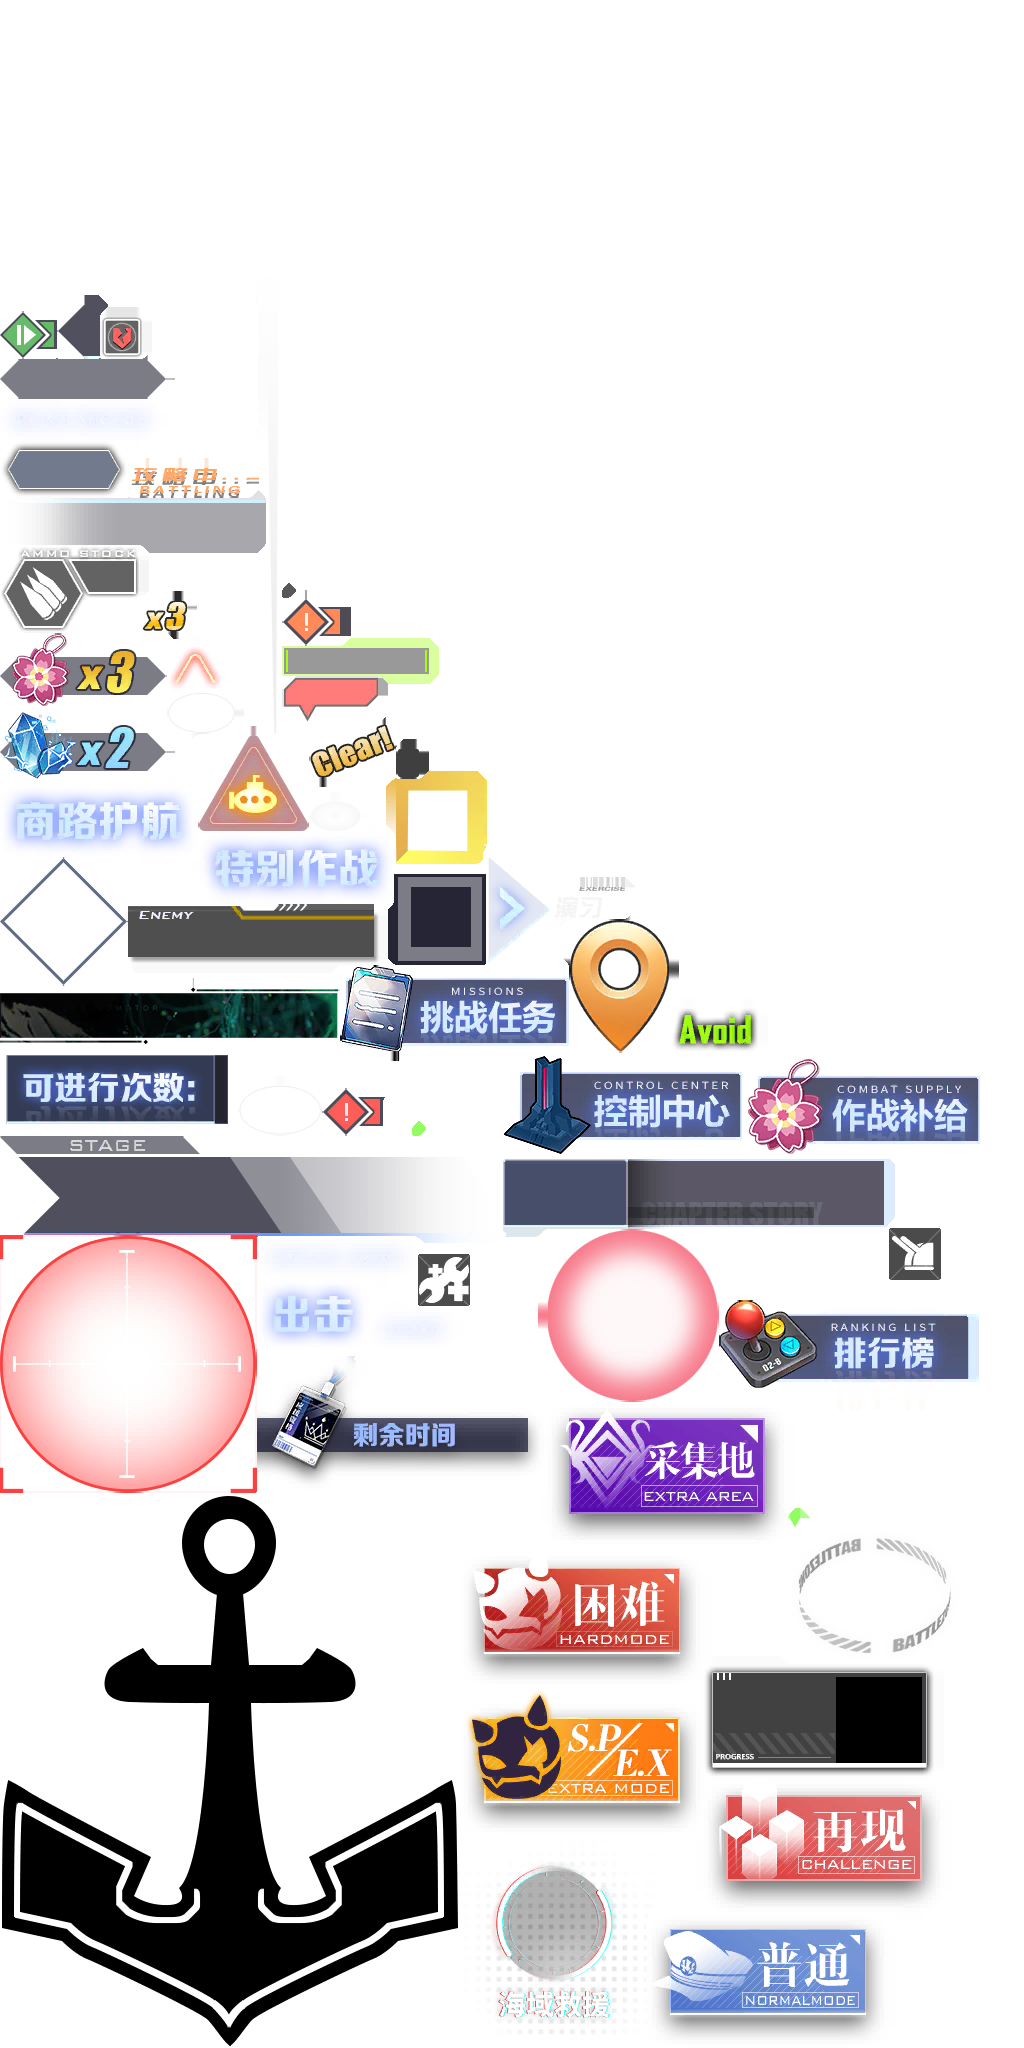 攻略中...
BATTLING
AMMO STOCK
x3
x3
x2
Clear!
商路护航
特别作战
ENEMY
EXERCISE
演习
MISSIONS
挑战任务
Avoid
可进行次数:
CONTROL CENTER
控制中心
COMBAT SUPPLY
作战补给
STAGE
CHAPTER STORY
出击
RANKING LIST
排行榜
02-8
剩余时间
采集地
EXTRA AREA
BATTLE
BATTLE
困难
HARDMODE
PROGRESS
S.P/E.X
EXTRA MODE
再现
CHALLENGE
海域救援
普通
NORMALMODE